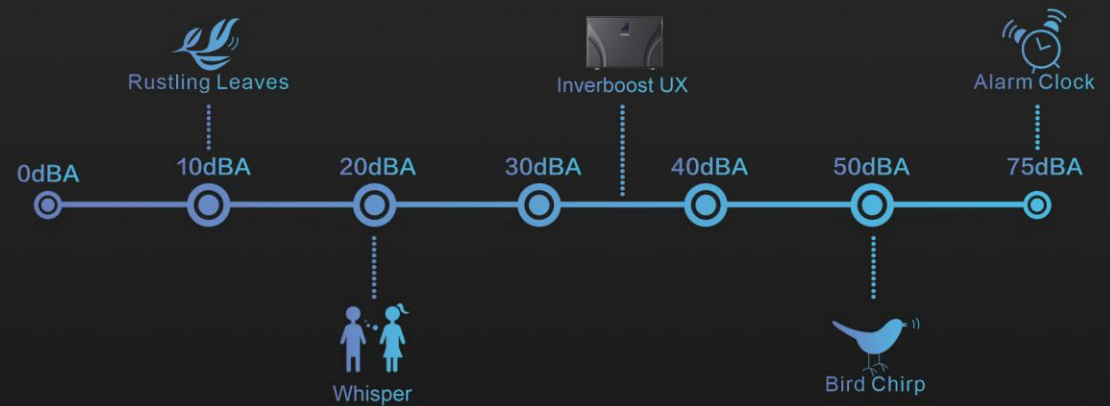 Rustling Leaves
Inverboost UX
Alarm Clock
0dBA
10dBA
20dBA
30dBA
40dBA
50dBA
75dBA
Whisper
Bird Chirp